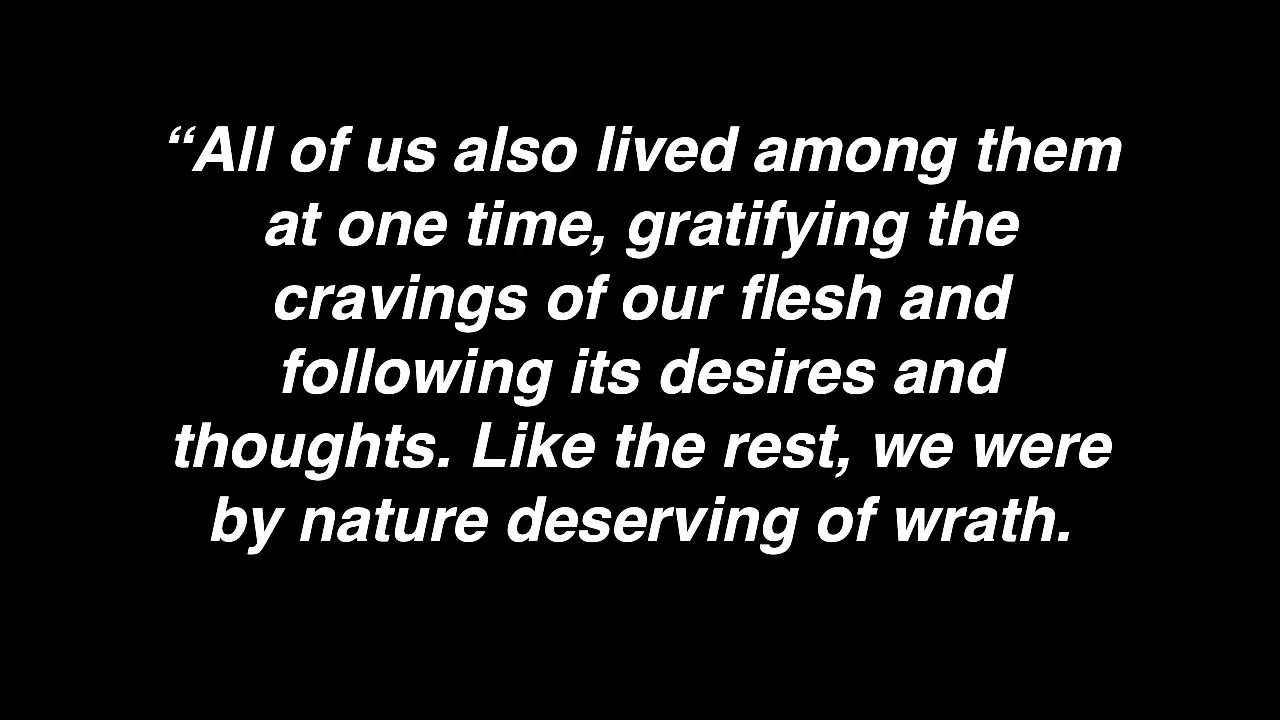 “All of us also lived among them
at one time, gratifying the
cravings of our flesh and
following its desires and
thoughts. Like the rest, we were
by nature deserving of wrath.